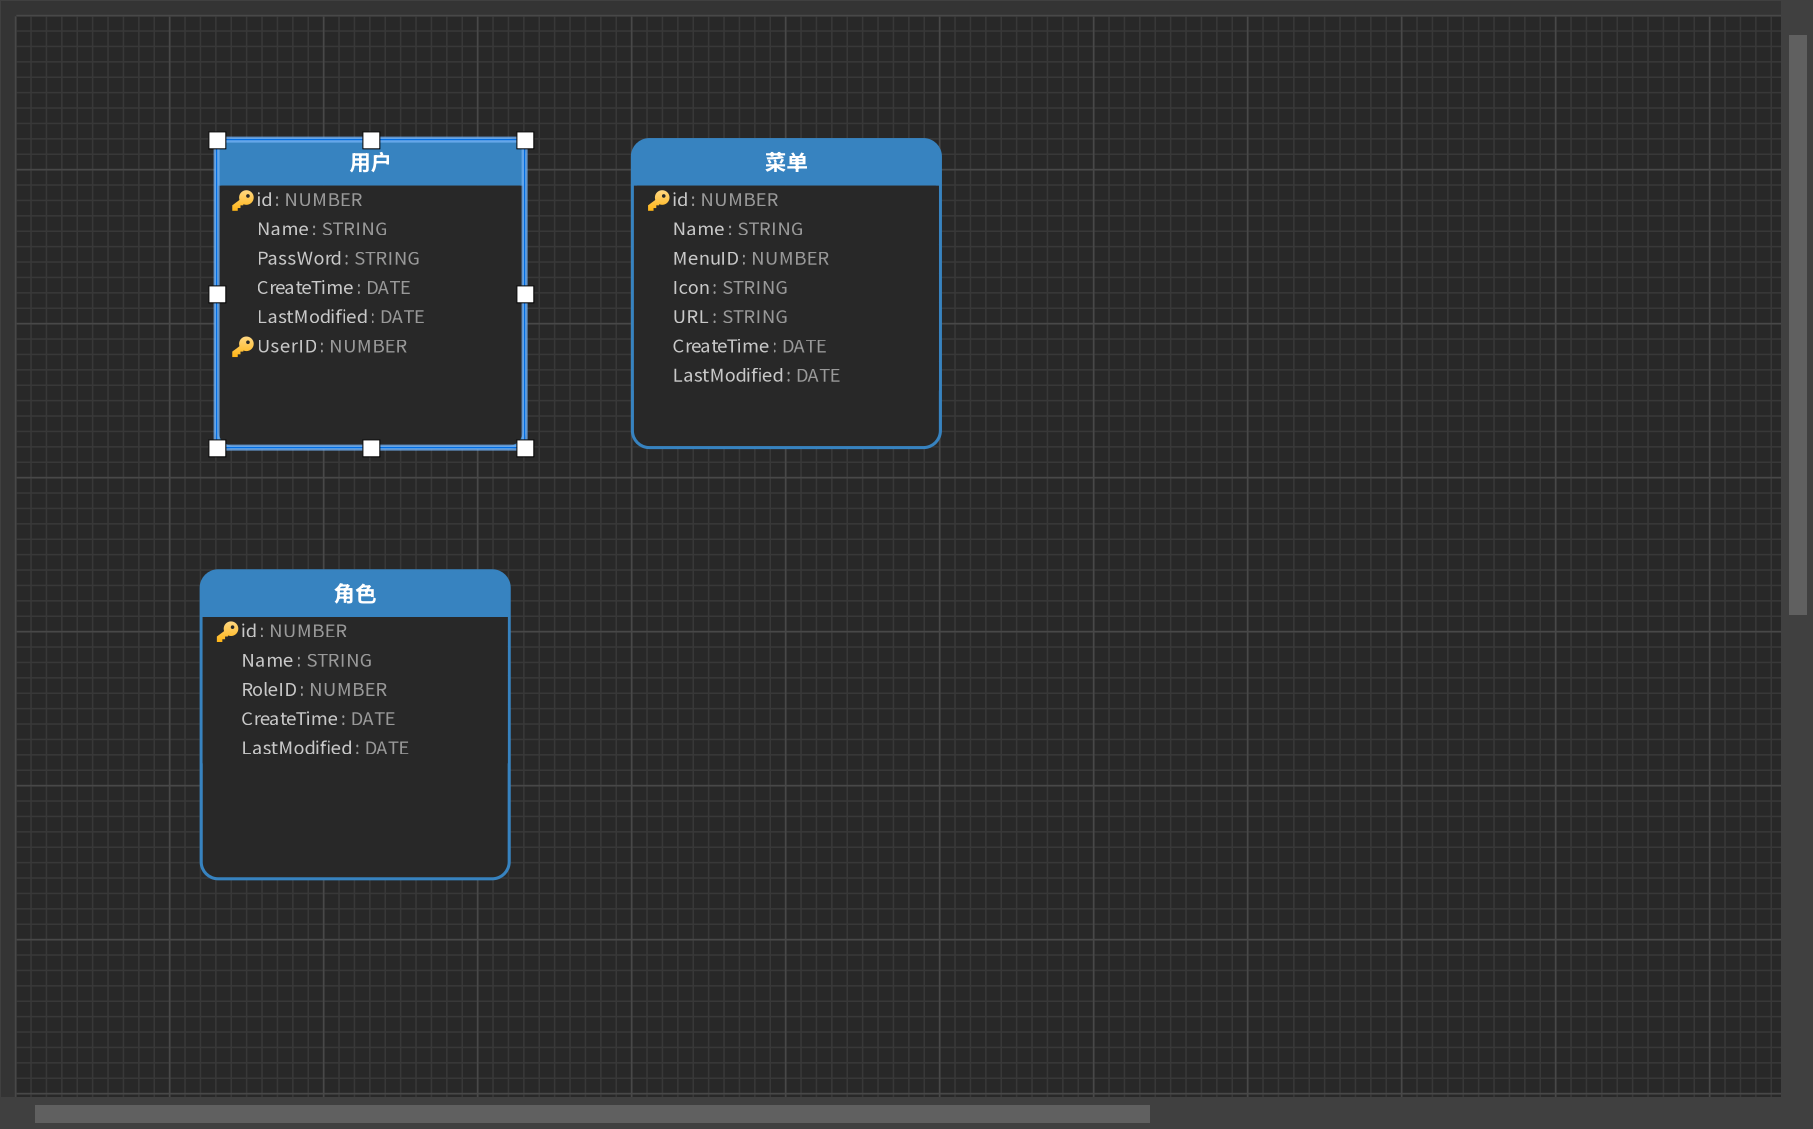 用户
id: NUMBER
Name: STRING
PassWord: STRING
CreateTime: DATE
LastModified: DATE
UserID: NUMBER
菜单
id: NUMBER
Name: STRING
MenuID: NUMBER
Icon: STRING
URL: STRING
CreateTime: DATE
LastModified: DATE
角色
id: NUMBER
Name: STRING
RoleID: NUMBER
CreateTime: DATE
LastModified: DATE